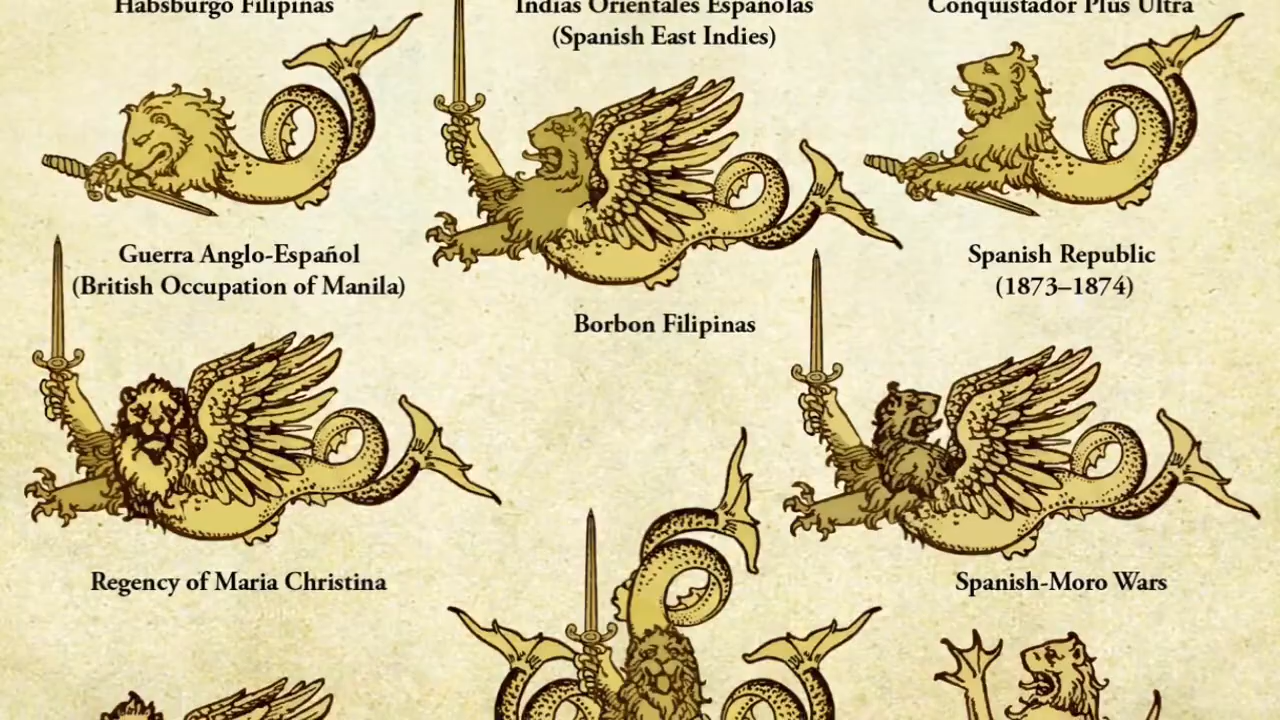 Habsburgo Filipinas
Indias Orientales Españolas
(Spanish East Indies)
Conquistador Plus Ultra
Guerra Anglo-Español
(British Occupation of Manila)
Spanish Republic
(1873–1874)
Borbon Filipinas
Regency of Maria Christina
Spanish-Moro Wars